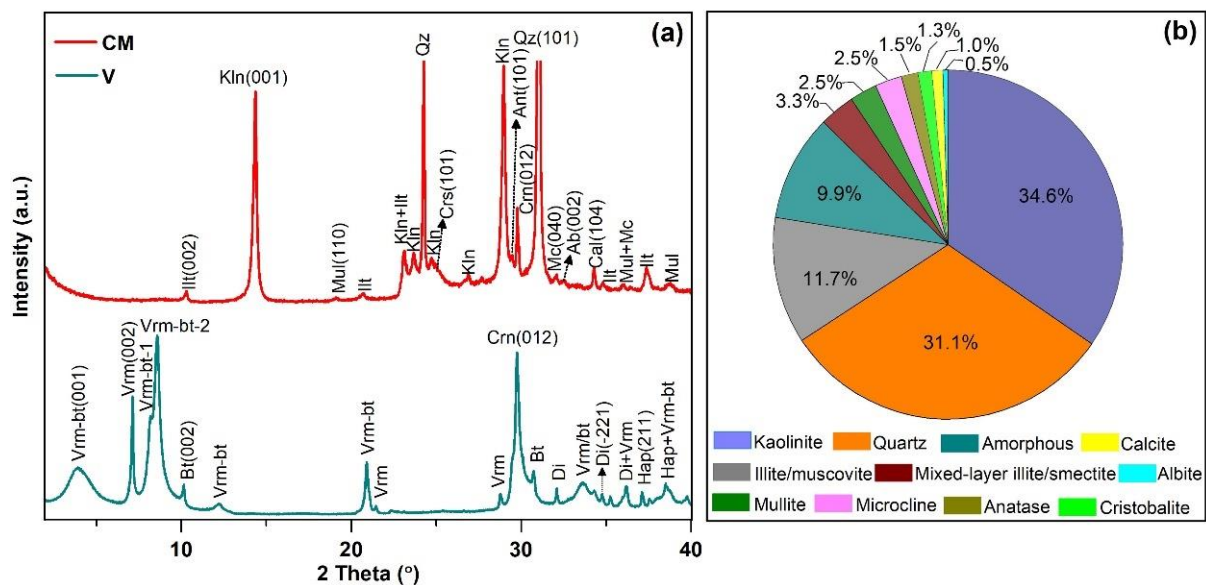 CM
V
(a)
Kln(001)
Qz
Kln
Qz(101)
Ant(101)
Crn(012)
Crs(101)
Ilt(002)
Mul(110)
Ilt
Kln+Ilt
Kln
Kln
Kln
Mc(040)
Ab(002)
Cal(104)
Ilt
Mul+Mc
Ilt
Mul
Vrm-bt(001)
Vrm(002)
Vrm-bt-1
Vrm-bt-2
Bt(002)
Vrm-bt
Vrm-bt
Vrm
Vrm
Crn(012)
Bt
Di
Vrm/bt
Di(-221)
Di+Vrm
Hap(211)
Hap+Vrm-bt
Intensity (a.u.)
10 20 30 40
2 Theta (°)
(b)
1.3%
1.5% 1.0%
2.5% 0.5%
2.5%
3.3%
9.9%
34.6%
11.7%
31.1%
Kaolinite Quartz Amorphous Calcite
Illite/muscovite Mixed-layer illite/smectite Albite
Mullite Microcline Anatase Cristobalite